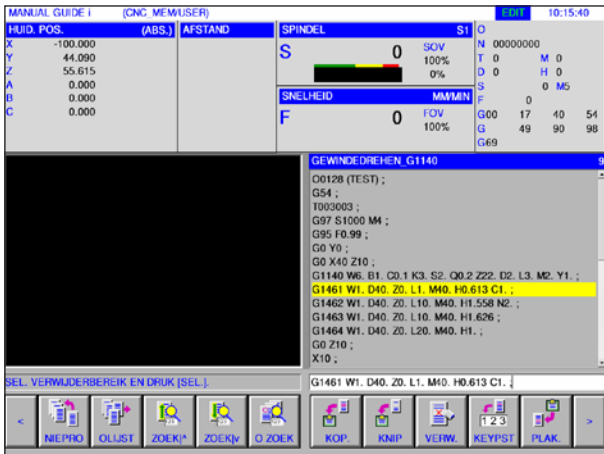 MANUAL GUIDE i (CNC_MEM/USER) EDIT 10:15:40
HUID. POS. (ABS.) AFSTAND SPINDEL S1 O
X -100.000
Y 44.090
Z 55.615
A 0.000
B 0.000
C 0.000
S 0 SOV
100%
0%
SNELHEID MM/MIN
F 0 FOV
100%
N 00000000
T 0 M 0
D 0 H 0
S 0 M5
F 0
G00 17 40 54
G 49 90 98
G69
GEWINDEDREHEN_G1140 9
O0128 (TEST) ;
G54 ;
T003003 ;
G97 S1000 M4 ;
G95 F0.99 ;
G0 Y0 ;
G0 X40 Z10 ;
G1140 W6. B1. C0.1 K3. S2. Q0.2 Z22. D2. L3. M2. Y1. ;
G1461 W1. D40. Z0. L1. M40. H0.613 C1. ;
G1462 W1. D40. Z0. L10. M40. H1.558 N2. ;
G1463 W1. D40. Z0. L10. M40. H1.626 ;
G1464 W1. D40. Z0. L20. M40. H1. ;
G0 Z10 ;
X10 ;
SEL. VERWIJDERBEREIK EN DRUK [SEL.]. G1461 W1. D40. Z0. L1. M40. H0.613 C1. ;
< NIEPRO OLIJST ZOEK|^ ZOEK|v O ZOEK KOP. KNIP VERW. KEYPST PLAK. >
123